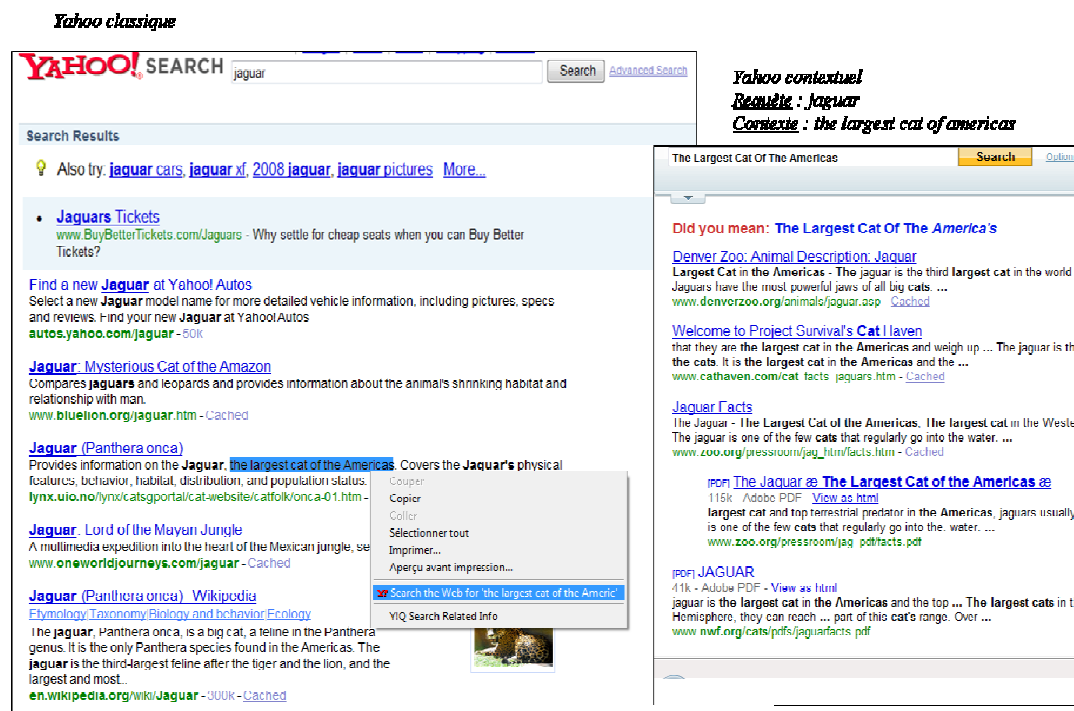 Yahoo classique
YAHOO! SEARCH
jaguar
Search
Advanced Search
Search Results
Also try: jaguar cars, jaguar xf, 2008 jaguar, jaguar pictures More...
Jaguars Tickets
www.BuyBetterTickets.com/Jaguars - Why settle for cheap seats when you can Buy Better
Tickets?
Find a new Jaguar at Yahoo! Autos
Select a new Jaguar model name for more detailed vehicle information, including pictures, specs
and reviews. Find your new Jaguar at Yahoo! Autos
autos.yahoo.com/jaguar - 50k
Jaguar: Mysterious Cat of the Amazon
Compares jaguars and leopards and provides information about the animal's shrinking habitat and
relationship with man.
www.bluelion.org/jaguar.htm - Cached
Jaguar (Panthera onca)
Provides information on the Jaguar, the largest cat of the Americas. Covers the Jaguar's physical
features, behavior, habitat, distribution, and population status.
lynx.uio.no/lynx/catsgportal/cat-website/catfolk/onca-01.htm -
Jaguar: Lord of the Mayan Jungle
A multimedia expedition into the heart of the Mexican jungle, se
www.oneworldjourneys.com/jaguar - Cached
Jaguar (Panthera onca) Wikipedia
Etymology|Taxonomy|Biology and behavior|Ecology
The jaguar, Panthera onca, is a big cat, a feline in the Panthera
genus. It is the only Panthera species found in the Americas. The
jaguar is the third-largest feline after the tiger and the lion, and the
largest and most...
en.wikipedia.org/wiki/Jaguar - 300k - Cached
Couper
Copier
Coller
Sélectionner tout
Imprimer...
Aperçu avant impression...
Search the Web for 'the largest cat of the Americ'
YIQ Search Related Info
Yahoo contextuel
Requête : jaguar
Contexte : the largest cat of americas
The Largest Cat Of The Americas
Search
Option
Did you mean: The Largest Cat Of The America's
Denver Zoo: Animal Description: Jaguar
Largest Cat in the Americas - The jaguar is the third largest cat in the world
Jaguars have the most powerful jaws of all big cats. ...
www.denverzoo.org/animals/jaguar.asp Cached
Welcome to Project Survival's Cat Haven
that they are the largest cat in the Americas and weigh up ... The jaguar is th
the cats. It is the largest cat in the Americas and the ...
www.cathaven.com/cat facts jaguars.htm - Cached
Jaguar Facts
The Jaguar - The Largest Cat of the Americas, The largest cat in the Weste
The jaguar is one of the few cats that regularly go into the water. ...
www.zoo.org/pressroom/jag_htm/facts.htm - Cached
[PDF] The Jaguar æ The Largest Cat of the Americas æ
115k Adobe PDF View as html
largest cat and top terrestrial predator in the Americas, jaguars usually
is one of the few cats that regularly go into the. water. ...
www.zoo.org/pressroom/jag pdf/facts.pdf
[PDF] JAGUAR
41k - Adobe PDF - View as html
jaguar is the largest cat in the Americas and the top ... The largest cats in t
Hemisphere, they can reach ... part of this cat's range. Over ...
www.nwf.org/cats/pdfs/jaguarfacts.pdf